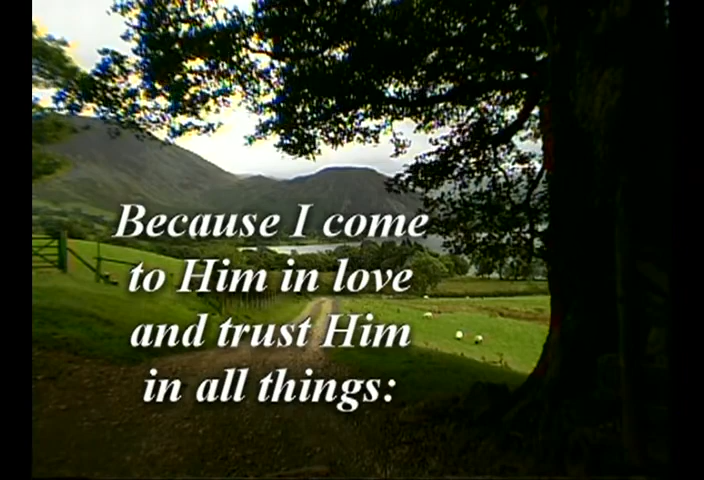 Because I come
to Him in love
and trust Him
in all things: